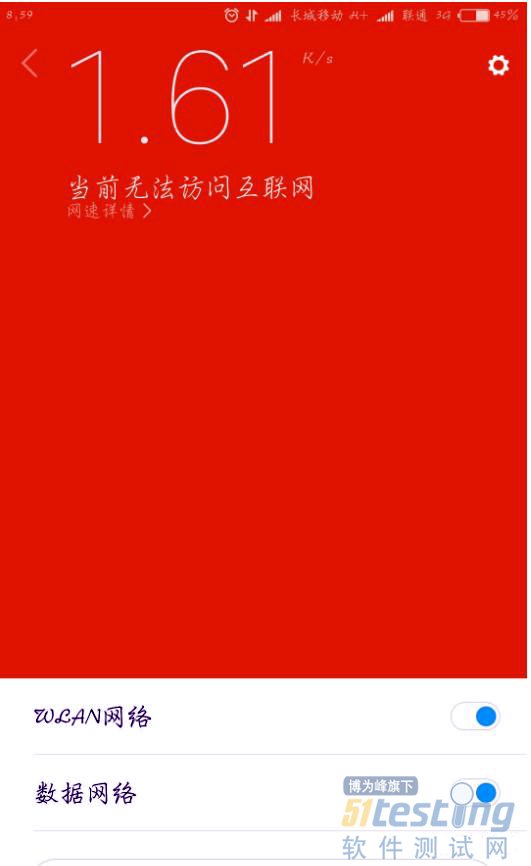 8:59 长城移动 H+ 联通 3G 45%
1.61 K/s
当前无法访问互联网
网速详情
WLAN网络
数据网络
博为峰旗下
51testing
软件测试网